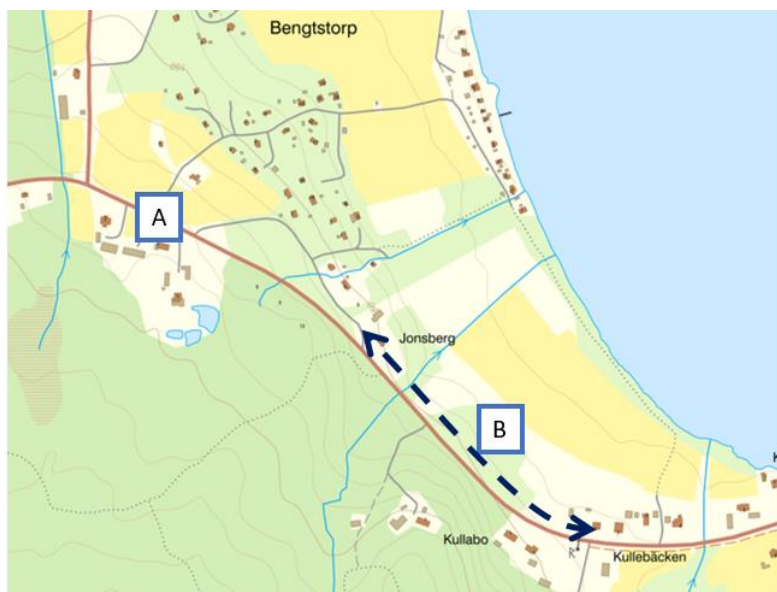 Bengtstorp
A
Jonsberg
B
Kullabo
Kullebäcken
K